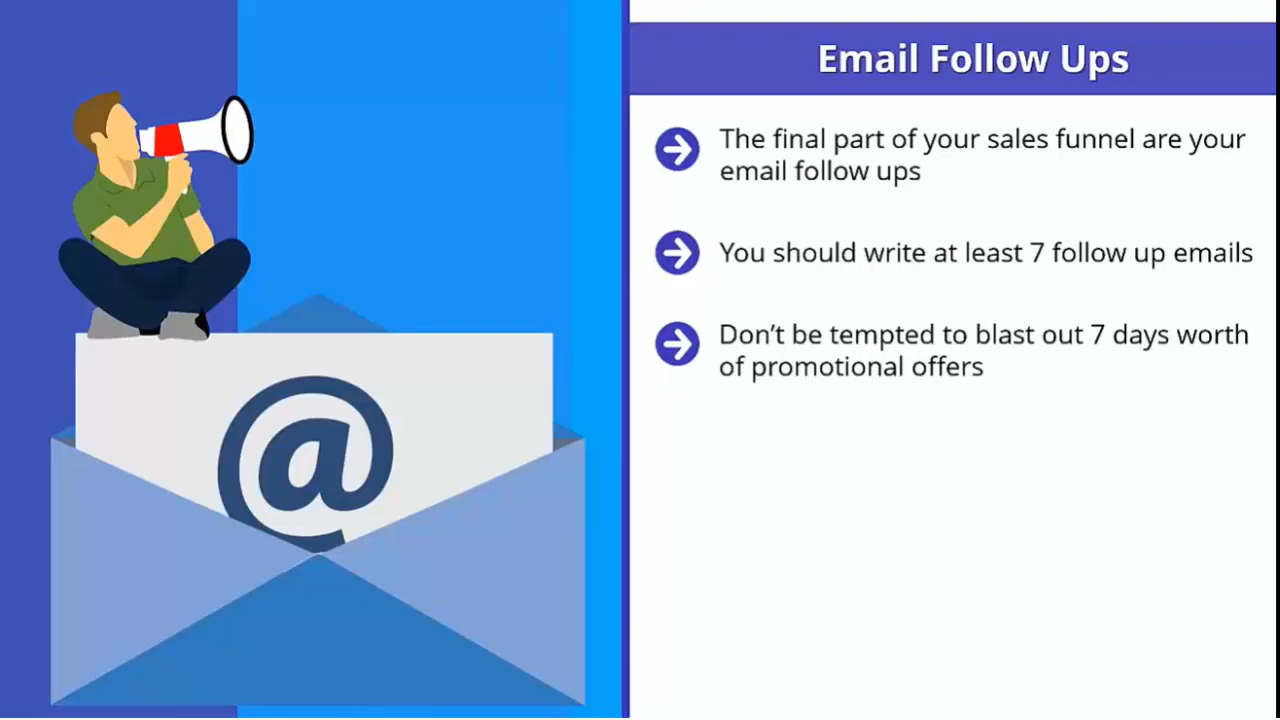 Email Follow Ups
The final part of your sales funnel are your
email follow ups
You should write at least 7 follow up emails
Don’t be tempted to blast out 7 days worth
of promotional offers
@